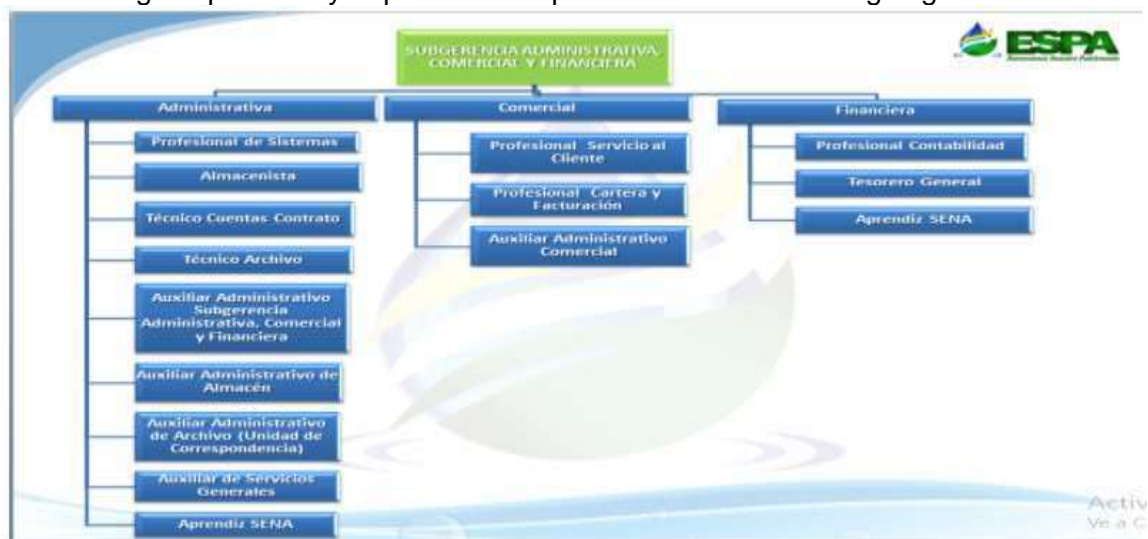 SUBGERENCIA ADMINISTRATIVA,
COMERCIAL Y FINANCIERA
ESPA
Administrativa
Profesional de Sistemas
Almacenista
Técnico Cuentas Contrato
Técnico Archivo
Auxiliar Administrativo
Subgerencia
Administrativa, Comercial
y Financiera
Auxiliar Administrativo de
Almacén
Auxiliar Administrativo
de Archivo (Unidad de
Correspondencia)
Auxiliar de Servicios
Generales
Aprendiz SENA
Comercial
Profesional Servicio al
Cliente
Profesional Cartera y
Facturación
Auxiliar Administrativo
Comercial
Financiera
Profesional Contabilidad
Tesorero General
Aprendiz SENA
Activ
Ve a C